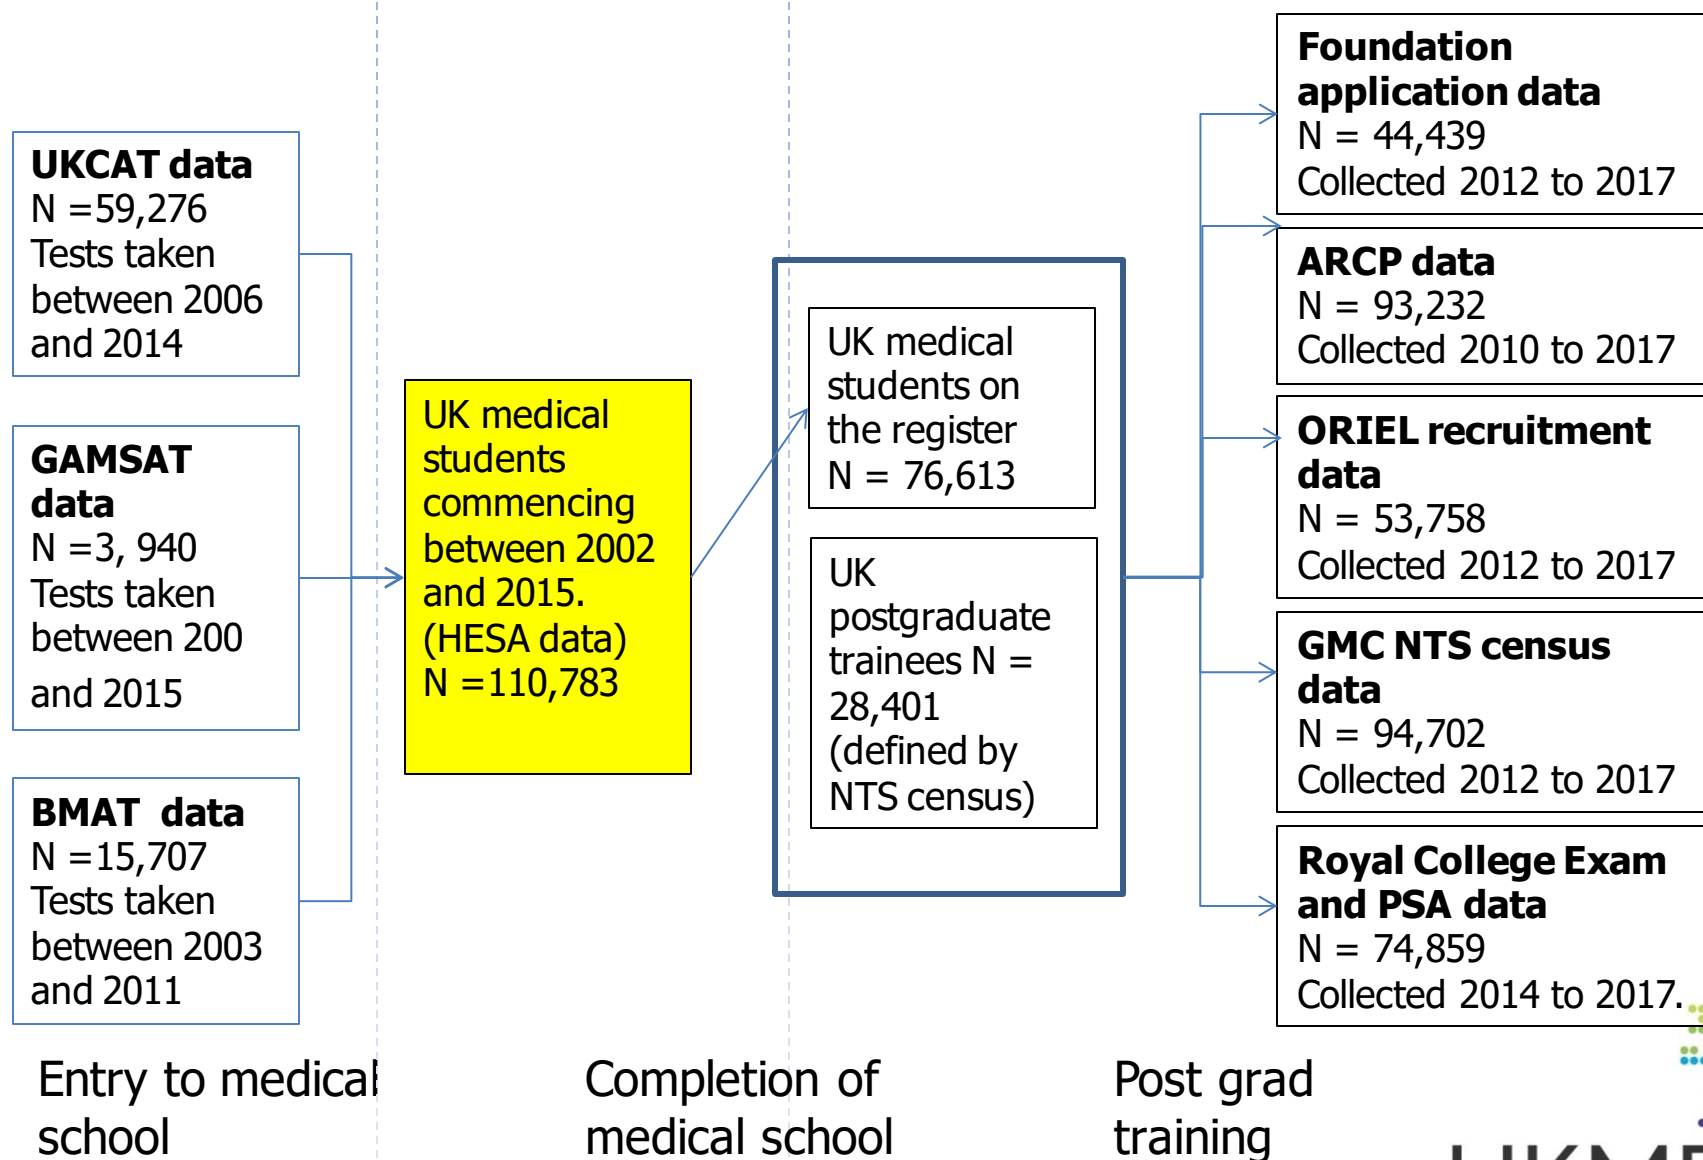 UKCAT data
N =59,276
Tests taken
between 2006
and 2014
GAMSAT
data
N =3, 940
Tests taken
between 200
and 2015
BMAT  data
N =15,707
Tests taken
between 2003
and 2011
UK medical
students
commencing
between 2002
and 2015.
(HESA data)
N =110,783
UK medical
students on
the register
N = 76,613
UK
postgraduate
trainees N =
28,401
(defined by
NTS census)
Foundation
application data
N = 44,439
Collected 2012 to 2017
ARCP data
N = 93,232
Collected 2010 to 2017
ORIEL recruitment
data
N = 53,758
Collected 2012 to 2017
GMC NTS census
data
N = 94,702
Collected 2012 to 2017
Royal College Exam
and PSA data
N = 74,859
Collected 2014 to 2017.
Entry to medical
school
Completion of
medical school
Post grad
training